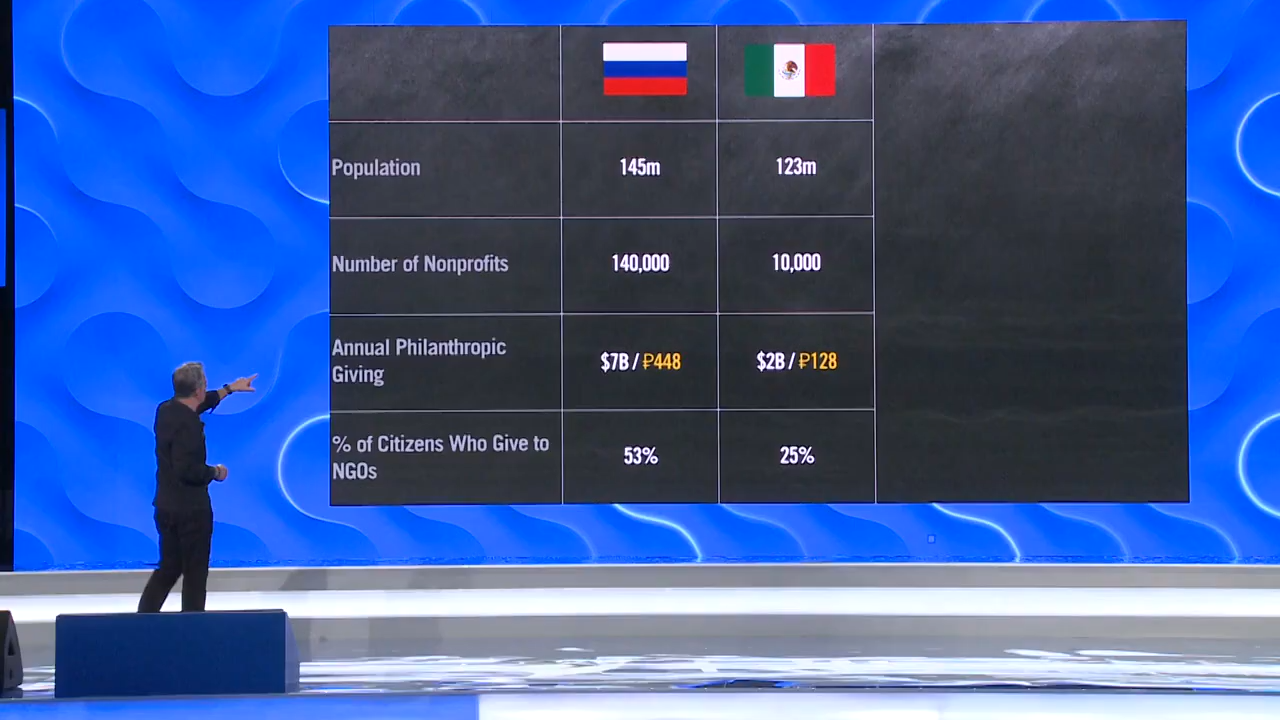 Population
145m
123m
Number of Nonprofits
140,000
10,000
Annual Philanthropic
Giving
$7B / ₽448
$2B / ₽128
% of Citizens Who Give to
NGOs
53%
25%